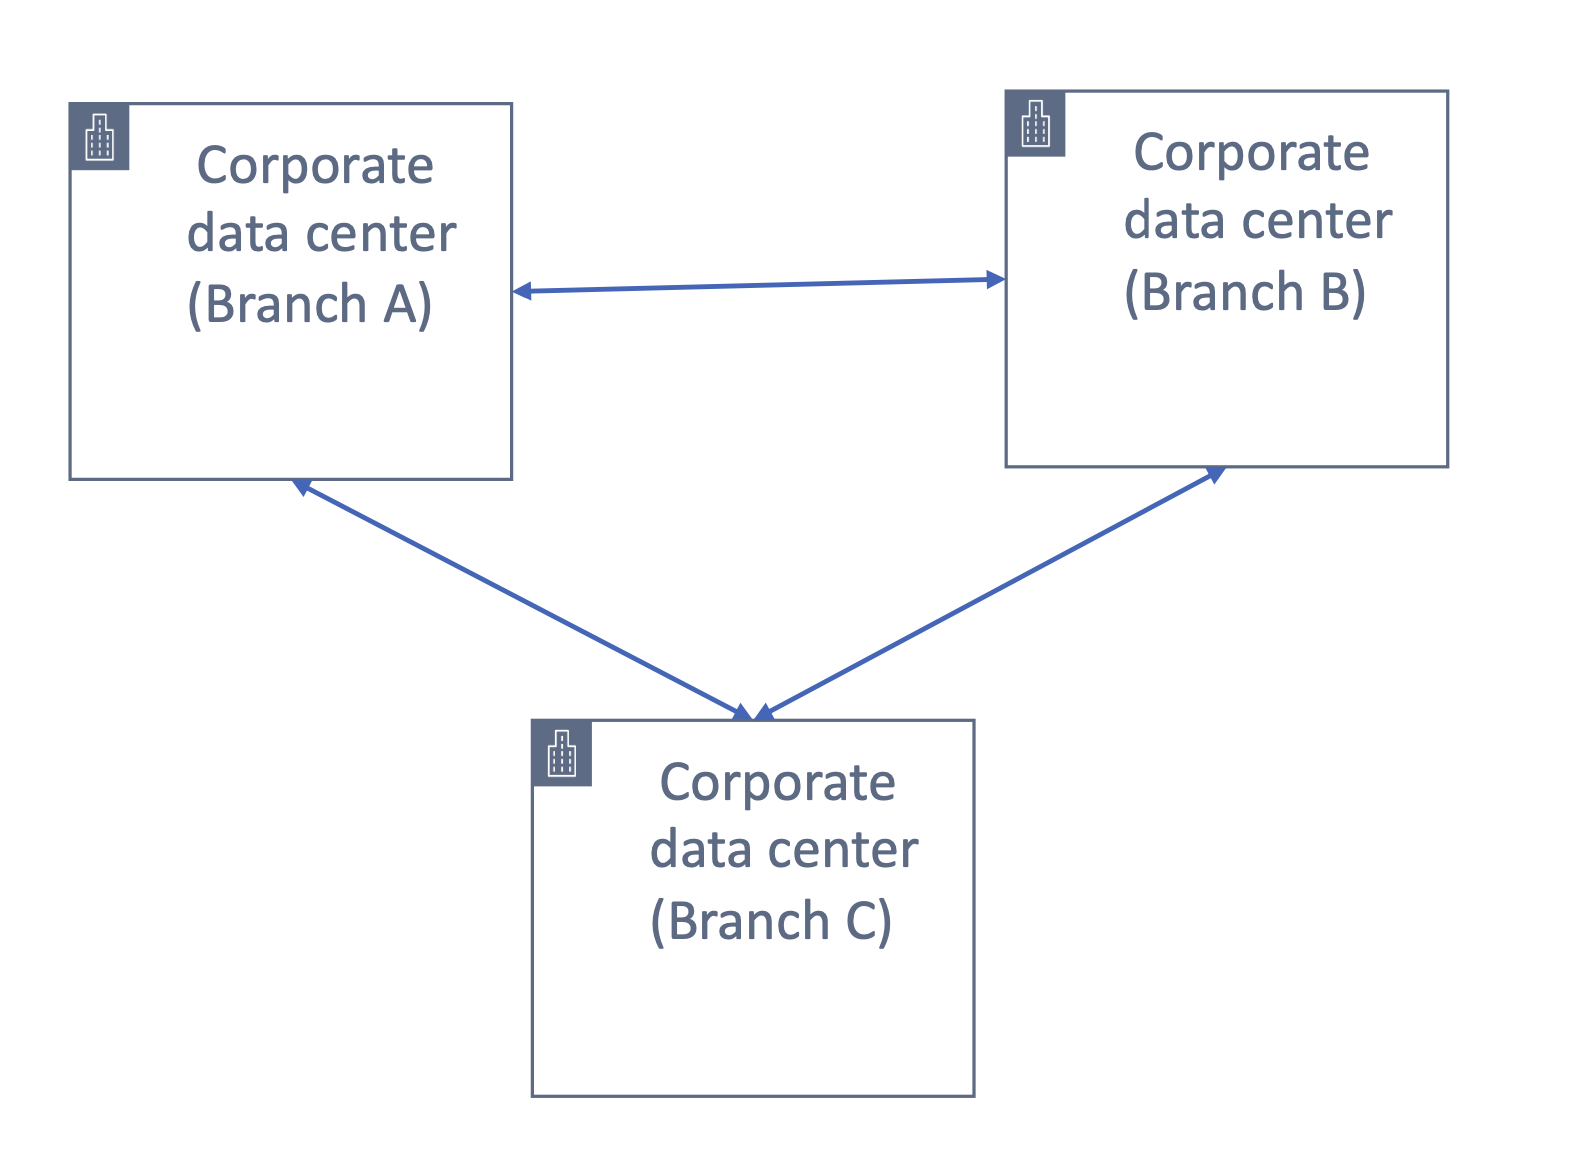 Corporate
data center
(Branch A)
Corporate
data center
(Branch B)
Corporate
data center
(Branch C)